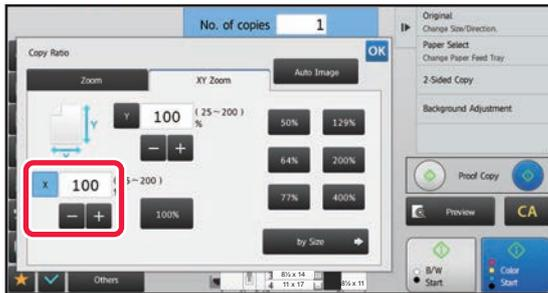 No. of copies 1
Original
Change Size/Direction.
Paper Select
Change Paper Feed Tray
2-Sided Copy
Background Adjustment
Copy Ratio
OK
Zoom
XY Zoom
Auto Image
Y 100 (25~200) %
− +
50% 129%
64% 200%
77% 400%
X 100
− +
100%
by Size
Y
Proof Copy
Preview
CA
B/W
Start
Color
Start
Others
3 8½ x 14
4 11 x 17
8½ x 11